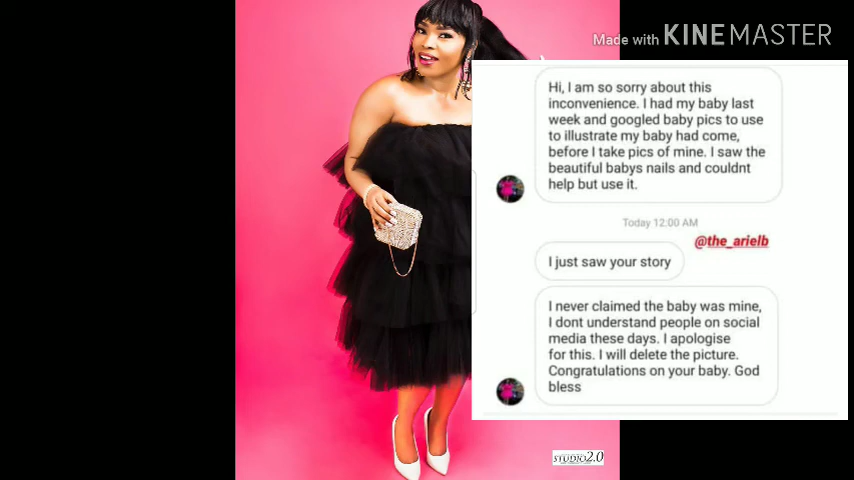 Made with KINEMASTER
Hi, I am so sorry about this
inconvenience. I had my baby last
week and googled baby pics to use
to illustrate my baby had come,
before I take pics of mine. I saw the
beautiful babys nails and couldnt
help but use it.
Today 12:00 AM
@the_arielb
I just saw your story
I never claimed the baby was mine,
I dont understand people on social
media these days. I apologise
for this. I will delete the picture.
Congratulations on your baby. God
bless
STUDIO2.0